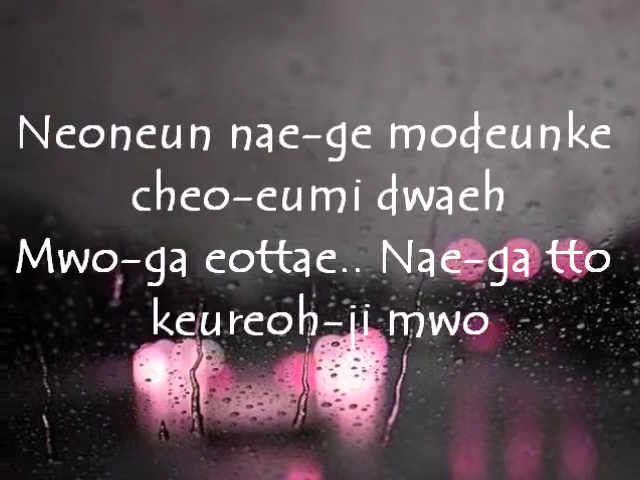 Neoneun nae-ge modeunke
cheo-eumi dwaeh
Mwo-ga eottae.. Nae-ga tto
keureoh-ji mwo